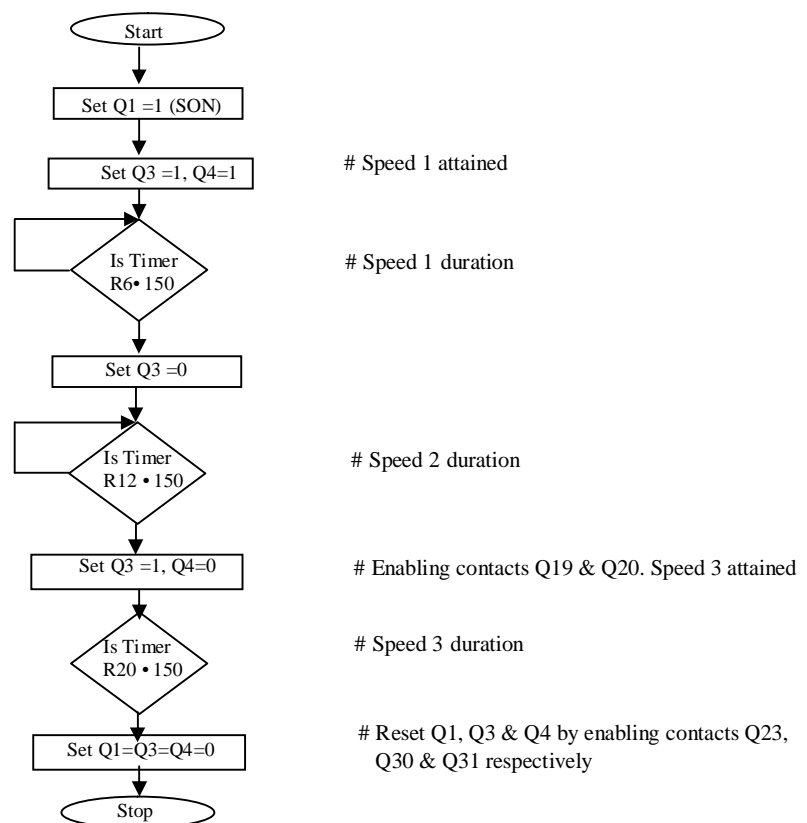 Start
Set Q1 =1 (SON)
Set Q3 =1, Q4=1
# Speed 1 attained
Is Timer
R6• 150
# Speed 1 duration
Set Q3 =0
Is Timer
R12 • 150
# Speed 2 duration
Set Q3 =1, Q4=0
# Enabling contacts Q19 & Q20. Speed 3 attained
Is Timer
R20 • 150
# Speed 3 duration
Set Q1=Q3=Q4=0
# Reset Q1, Q3 & Q4 by enabling contacts Q23,
Q30 & Q31 respectively
Stop